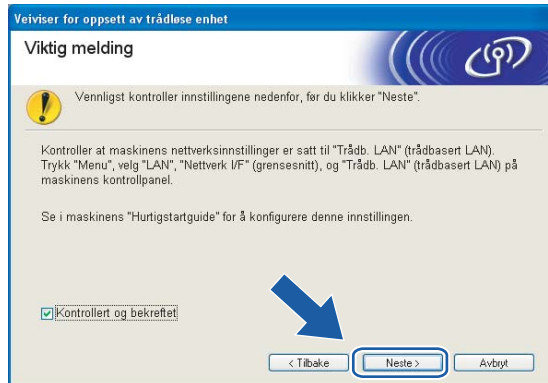 Veiviser for oppsett av trådløse enhet
Viktig melding
Vennligst kontroller innstillingene nedenfor, før du klikker "Neste".
Kontroller at maskinens nettverksinnstillinger er satt til "Trådb. LAN" (trådbasert LAN).
Trykk "Menu", velg "LAN", "Nettverk I/F" (grensesnitt), og "Trådb. LAN" (trådbasert LAN) på
maskinens kontrollpanel.
Se i maskinens "Hurtigstartguide" for å konfigurere denne innstillingen.
Kontrollert og bekreftet
< Tilbake Neste > Avbryt